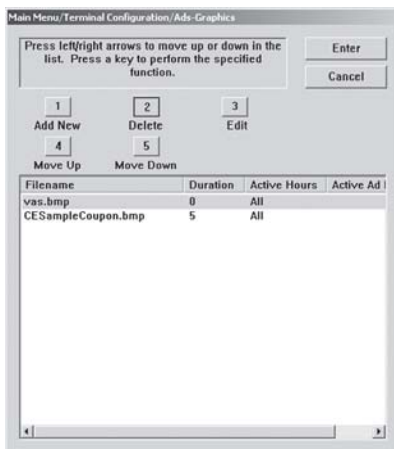 Main Menu/Terminal Configuration/Ads-Graphics
Press left/right arrows to move up or down in the
list. Press a key to perform the specified
function.
Enter
Cancel
1 2 3
Add New Delete Edit
4 5
Move Up Move Down
Filename Duration Active Hours Active Ad
vas.bmp 0 All
CESampleCoupon.bmp 5 All